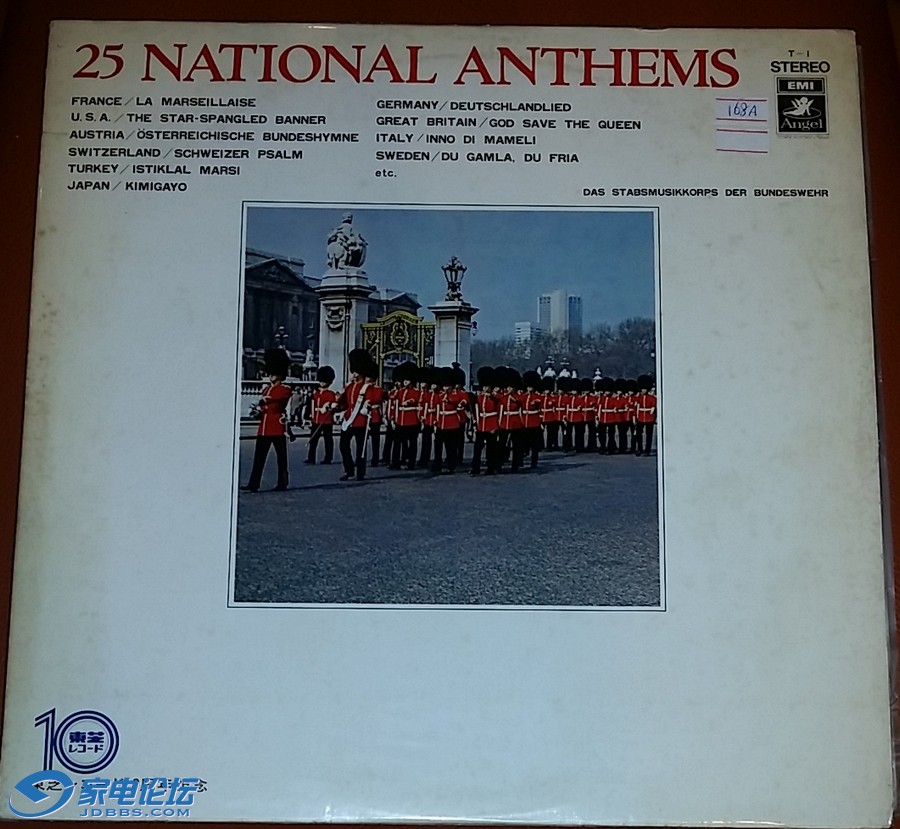 25 NATIONAL ANTHEMS
T-1
STEREO
EMI
Angel
168A
FRANCE/LA MARSEILLAISE
U.S.A./THE STAR-SPANGLED BANNER
AUSTRIA/ÖSTERREICHISCHE BUNDESHYMNE
SWITZERLAND/SCHWEIZER PSALM
TURKEY/ISTIKLAL MARSI
JAPAN/KIMIGAYO
GERMANY/DEUTSCHLANDLIED
GREAT BRITAIN/GOD SAVE THE QUEEN
ITALY/INNO DI MAMELI
SWEDEN/DU GAMLA, DU FRIA
etc.
DAS STABSMUSIKKORPS DER BUNDESWEHR
10
東芝
レコード
念
家电论坛
JDBBS.COM